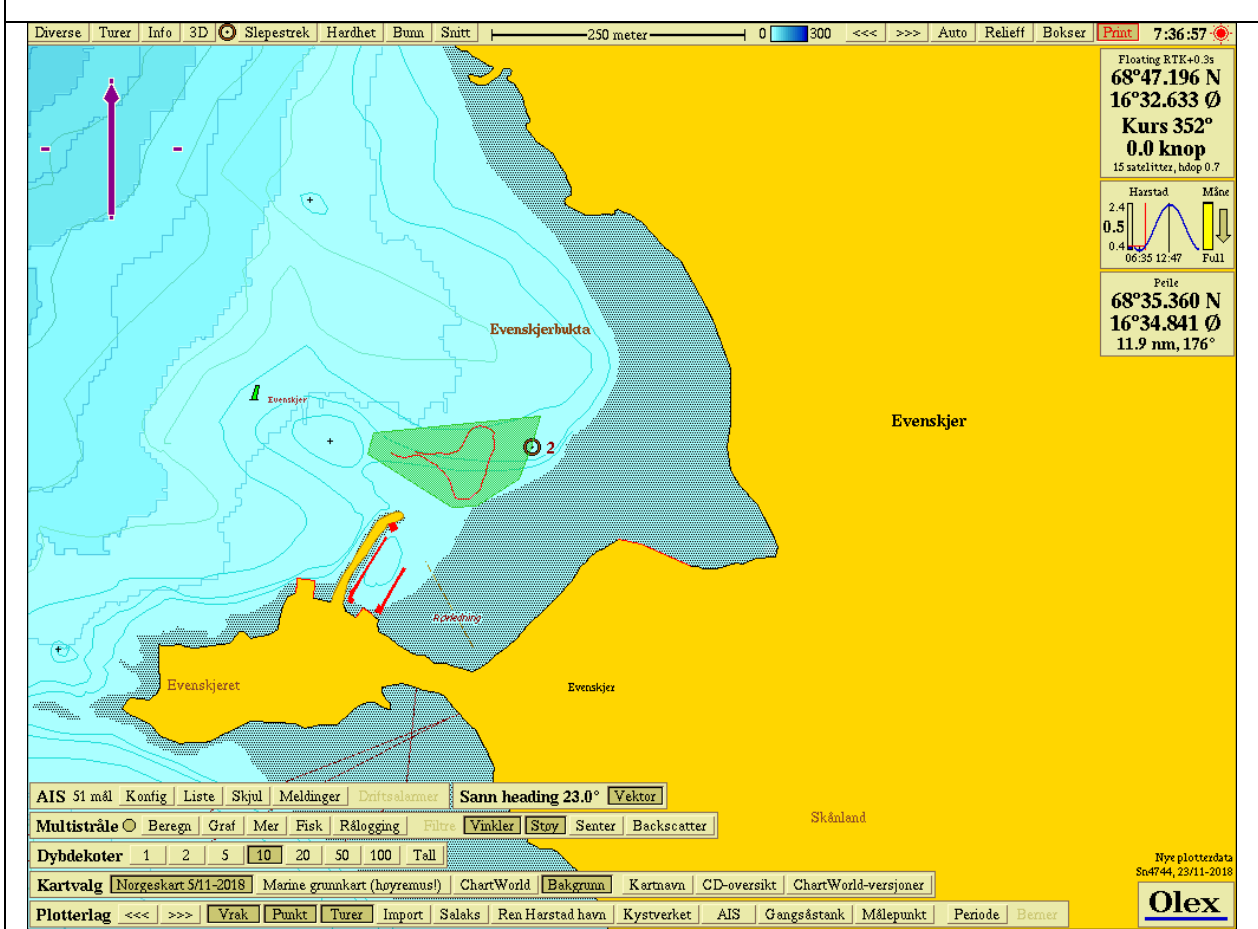 Diverse Turer Info 3D Slepestrek Hardhet Bunn Snitt 250 meter 0 300 <<< >>> Auto Relieff Bokser Print 7:36:57
Floating RTK+0.3s
68°47.196 N
16°32.633 Ø
Kurs 352°
0.0 knop
15 satelitter, hdop 0.7
Harstad Måne
2.4
0.5
0.4
06:35 12:47 Full
Peile
68°35.360 N
16°34.841 Ø
11.9 nm, 176°
Evenskjerbukta
Evenskjer
Evenskjer
2
Rørledning
Evenskjeret
Evenskjer
Skånland
AIS 51 mål Konfig Liste Skjul Meldinger Driftsalarmer Sann heading 23.0° Vektor
Multistråle Beregn Graf Mer Fisk Rålogging Filtre Vinkler Støy Senter Backscatter
Dybdekoter 1 2 5 10 20 50 100 Tall
Kartvalg Norgeskart 5/11-2018 Marine grunnkart (høyremus!) ChartWorld Bakgrunn Kartnavn CD-oversikt ChartWorld-versjoner
Plotterlag <<< >>> Vrak Punkt Turer Import Salaks Ren Harstad havn Kystverket AIS Gangsåstank Målepunkt Periode Berner
Nye plotterdata
Sn4744, 23/11-2018
Olex